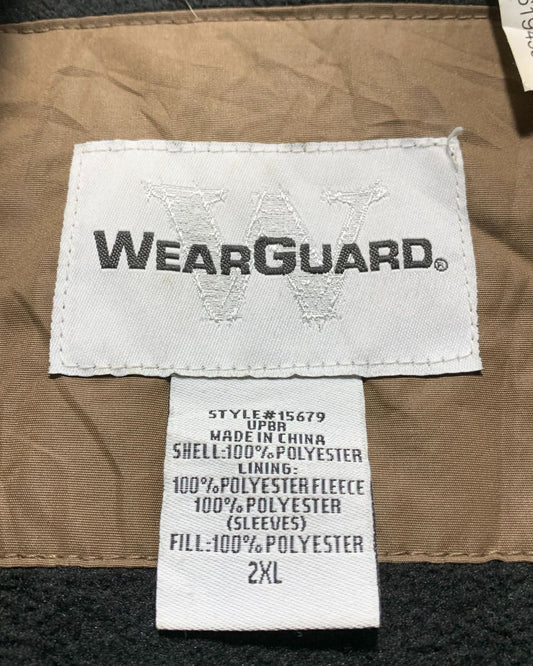 WEARGUARD®
STYLE#15679
UPBR
MADE IN CHINA
SHELL:100%POLYESTER
LINING:
100%POLYESTER FLEECE
100%POLYESTER
(SLEEVES)
FILL:100%POLYESTER
2XL